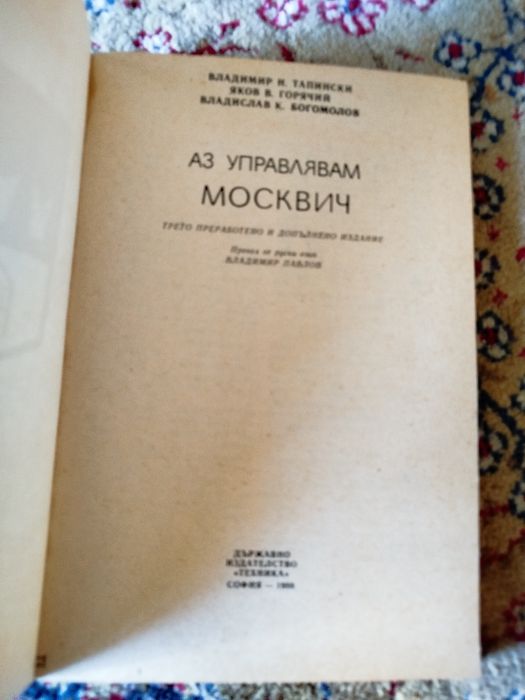 ВЛАДИМИР Н. ТАПИНСКИ
ЯКОВ В. ГОРЯЧИЙ
ВЛАДИСЛАВ К. БОГОМОЛОВ
АЗ УПРАВЛЯВАМ
МОСКВИЧ
ТРЕТО ПРЕРАБОТЕНО И ДОПЪЛНЕНО ИЗДАНИЕ
Превел от руски език
ВЛАДИМИР ПАВЛОВ
ДЪРЖАВНО
ИЗДАТЕЛСТВО
«ТЕХНИКА»
СОФИЯ —